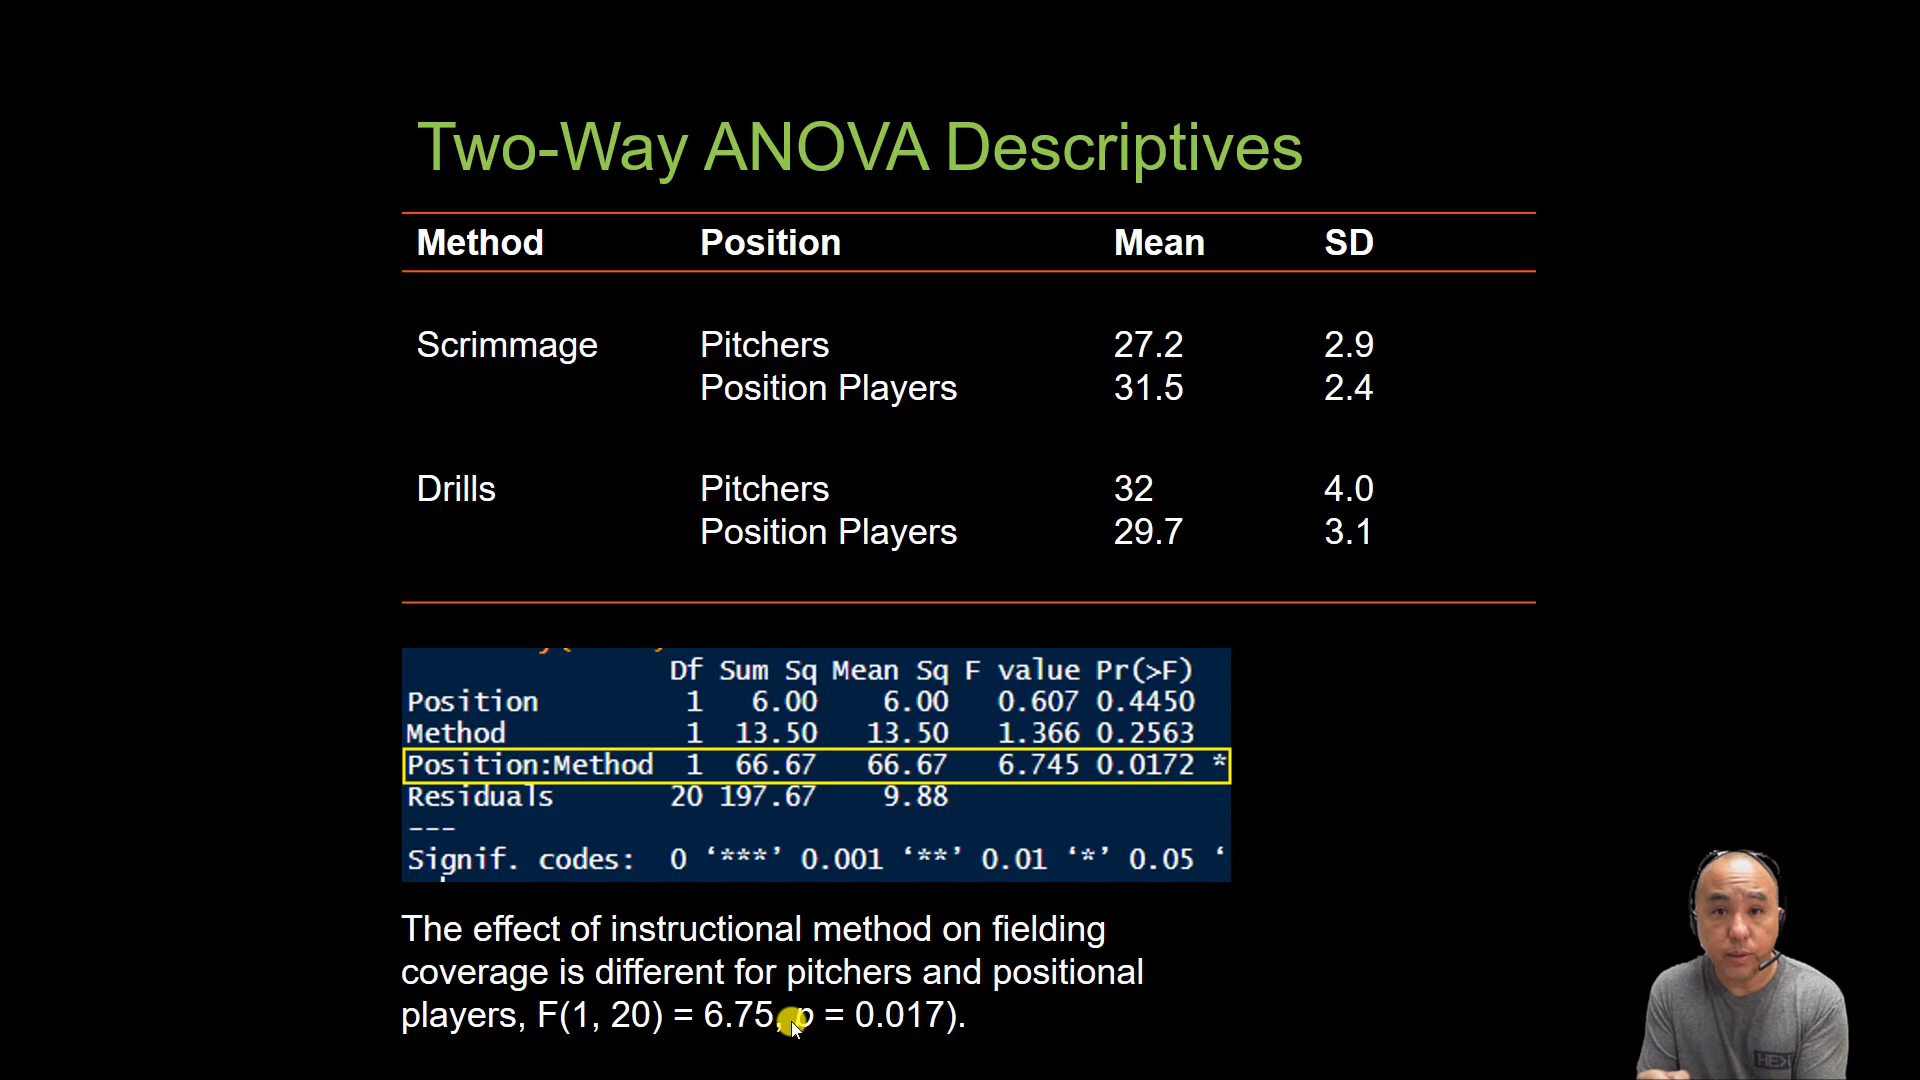 Two-Way ANOVA Descriptives
Method Position Mean SD
Scrimmage Pitchers 27.2 2.9
Position Players 31.5 2.4
Drills Pitchers 32 4.0
Position Players 29.7 3.1
Df Sum Sq Mean Sq F value Pr(>F)
Position 1 6.00 6.00 0.607 0.4450
Method 1 13.50 13.50 1.366 0.2563
Position:Method 1 66.67 66.67 6.745 0.0172 *
Residuals 20 197.67 9.88
---
Signif. codes: 0 ‘***’ 0.001 ‘**’ 0.01 ‘*’ 0.05 ‘
The effect of instructional method on fielding
coverage is different for pitchers and positional
players, F(1, 20) = 6.75, p = 0.017).